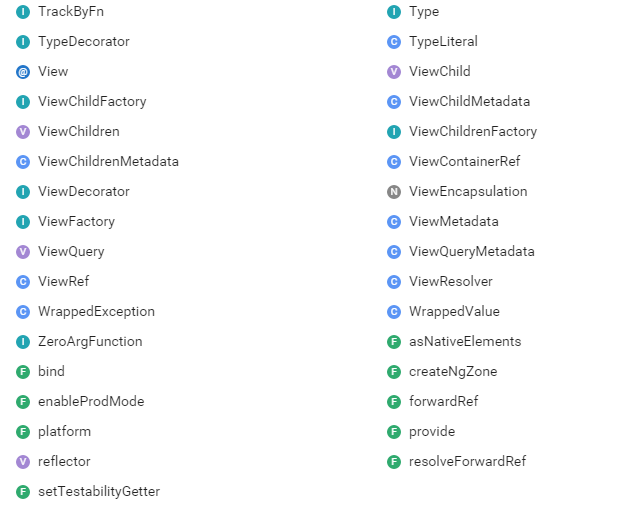 I TrackByFn I Type
I TypeDecorator C TypeLiteral
@ View V ViewChild
I ViewChildFactory C ViewChildMetadata
V ViewChildren I ViewChildrenFactory
C ViewChildrenMetadata C ViewContainerRef
I ViewDecorator N ViewEncapsulation
I ViewFactory C ViewMetadata
V ViewQuery C ViewQueryMetadata
C ViewRef C ViewResolver
C WrappedException C WrappedValue
I ZeroArgFunction F asNativeElements
F bind F createNgZone
F enableProdMode F forwardRef
F platform F provide
V reflector F resolveForwardRef
F setTestabilityGetter